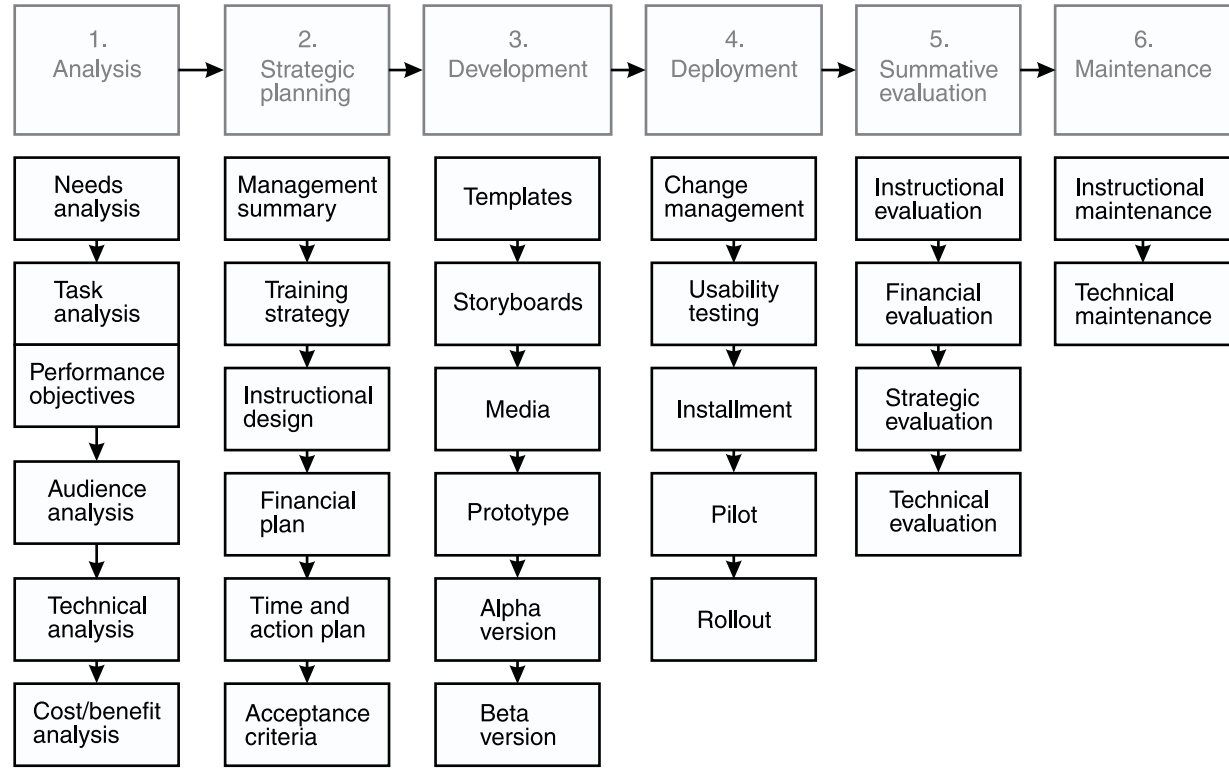 1.
Analysis
2.
Strategic
planning
3.
Development
4.
Deployment
5.
Summative
evaluation
6.
Maintenance
Needs
analysis
Task
analysis
Performance
objectives
Audience
analysis
Technical
analysis
Cost/benefit
analysis
Management
summary
Training
strategy
Instructional
design
Financial
plan
Time and
action plan
Acceptance
criteria
Templates
Storyboards
Media
Prototype
Alpha
version
Beta
version
Change
management
Usability
testing
Installment
Pilot
Rollout
Instructional
evaluation
Financial
evaluation
Strategic
evaluation
Technical
evaluation
Instructional
maintenance
Technical
maintenance